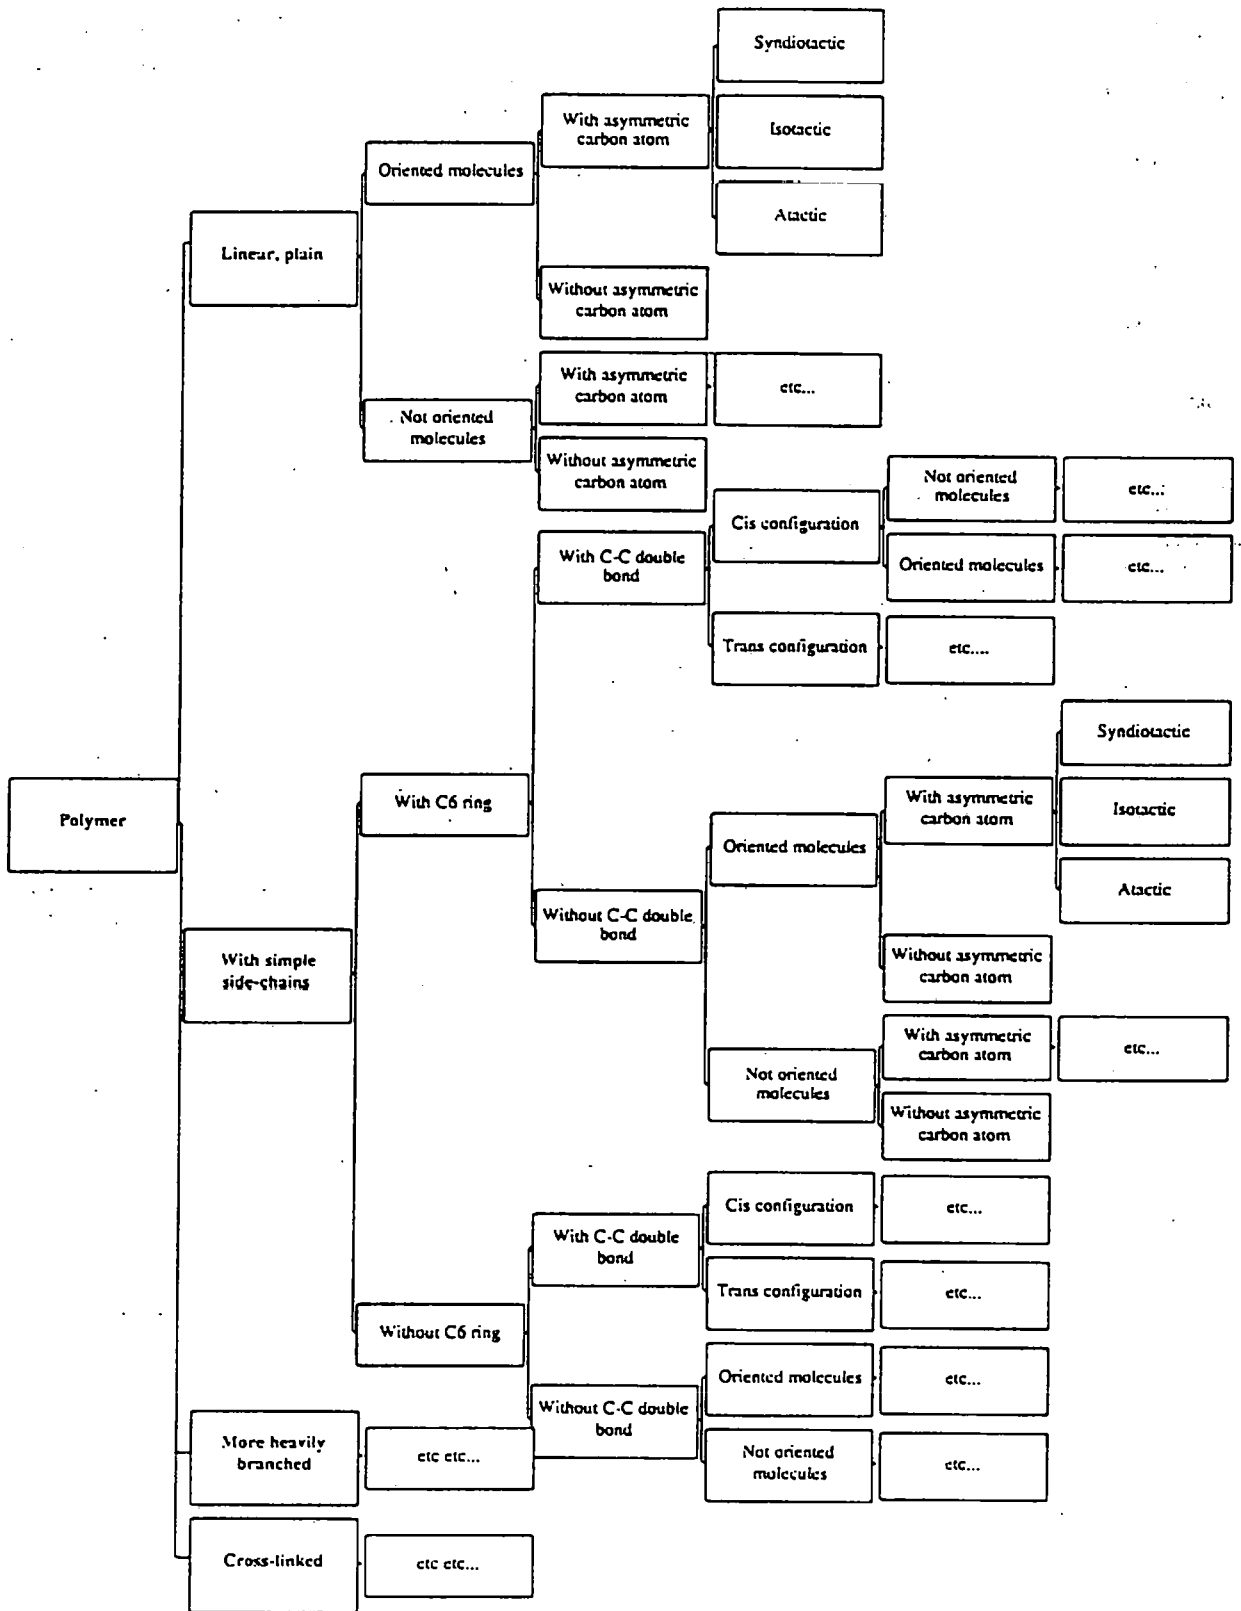 Syndiotactic
With asymmetric
carbon atom
Isotactic
Oriented molecules
Atactic
Linear, plain
Without asymmetric
carbon atom
With asymmetric
carbon atom
etc...
Not oriented
molecules
Without asymmetric
carbon atom
Not oriented
molecules
etc...
Cis configuration
With C-C double
bond
Oriented molecules
etc...
Trans configuration
etc....
Syndiotactic
With C6 ring
With asymmetric
carbon atom
Isotactic
Polymer
Oriented molecules
Atactic
Without C-C double
bond
With simple
side-chains
Without asymmetric
carbon atom
With asymmetric
carbon atom
etc...
Not oriented
molecules
Without asymmetric
carbon atom
Cis configuration
etc...
With C-C double
bond
Trans configuration
etc...
Without C6 ring
Oriented molecules
etc...
Without C-C double
bond
More heavily
branched
etc etc...
Not oriented
molecules
etc...
Cross-linked
etc etc...